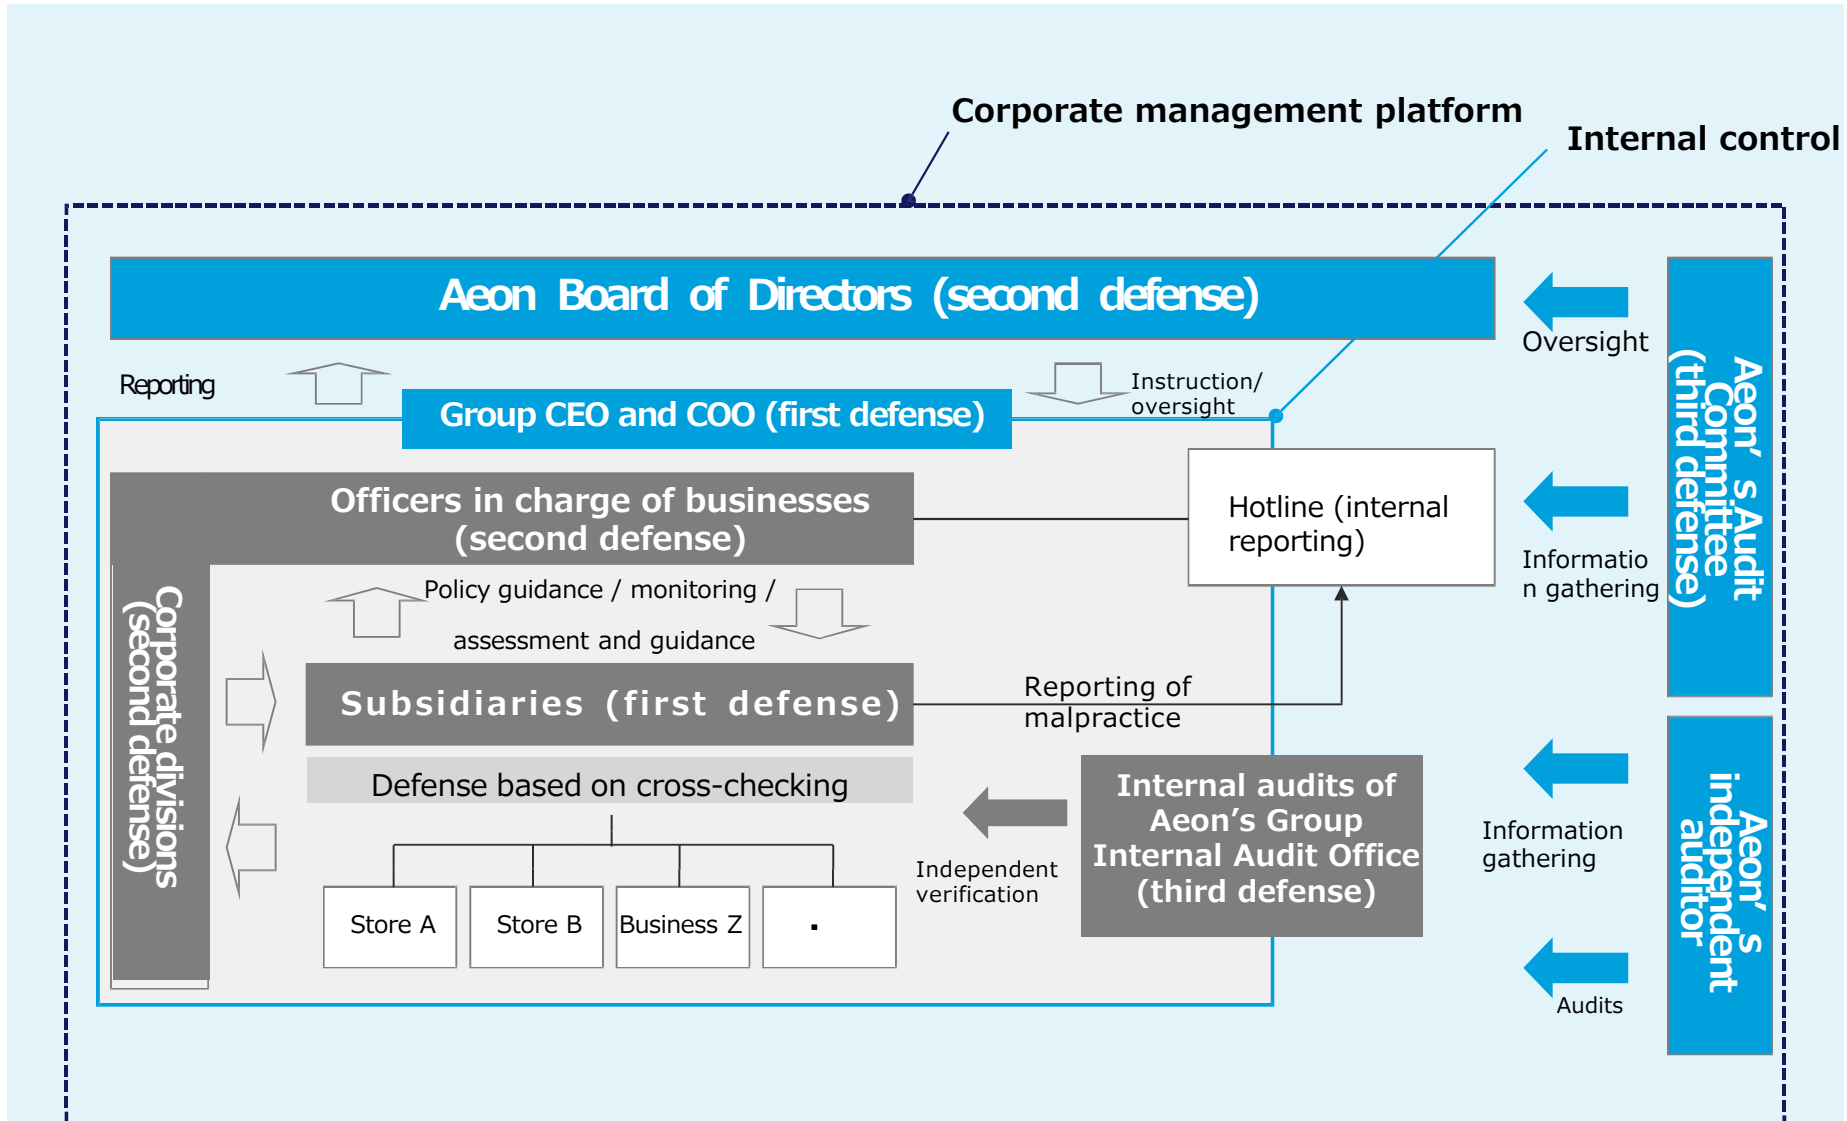 Corporate management platform
Internal control
Aeon Board of Directors (second defense)
Oversight
Reporting
Instruction/
oversight
Group CEO and COO (first defense)
Aeon’s Audit
Committee
(third defense)
Officers in charge of businesses
(second defense)
Hotline (internal
reporting)
Informatio
n gathering
Policy guidance / monitoring /
assessment and guidance
Corporate divisions
(second defense)
Subsidiaries (first defense)
Reporting of
malpractice
Defense based on cross-checking
Internal audits of
Aeon’s Group
Internal Audit Office
(third defense)
Independent
verification
Information
gathering
Aeon’s
independent
auditor
Store A
Store B
Business Z
.
Audits